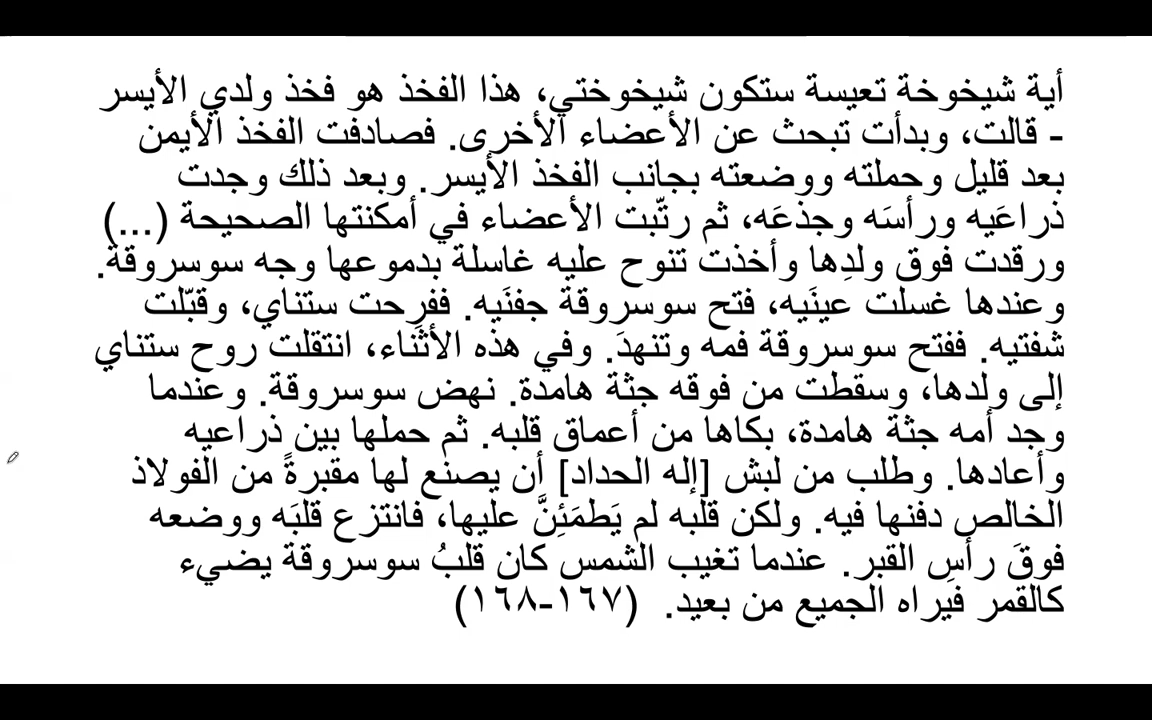 أية شيخوخة تعيسة ستكون شيخوختي، هذا الفخذ هو فخذ ولدي الأيسر
- قالت، وبدأت تبحث عن الأعضاء الأخرى. فصادفت الفخذ الأيمن
بعد قليل وحملته ووضعته بجانب الفخذ الأيسر. وبعد ذلك وجدت
ذراعَيه ورأسَه وجذعَه، ثم رتّبت الأعضاء في أمكنتها الصحيحة (...)
ورقدت فوق ولدِها وأخذت تنوح عليه غاسلة بدموعها وجه سوسروقة.
وعندها غسلت عينَيه، فتح سوسروقة جفنَيه. ففرِحت ستناي، وقبّلت
شفتيه. ففتح سوسروقة فمه وتنهدَ. وفي هذه الأثناء، انتقلت روح ستناي
إلى ولدها، وسقطت من فوقه جثة هامدة. نهض سوسروقة. وعندما
وجد أمه جثة هامدة، بكاها من أعماق قلبه. ثم حملها بين ذراعيه
وأعادها. وطلب من لبش [إله الحداد] أن يصنع لها مقبرةً من الفولاذ
الخالص دفنها فيه. ولكن قلبه لم يَطمَئِنَّ عليها، فانتزع قلبَه ووضعه
فوقَ رأسِ القبر. عندما تغيب الشمس كان قلبُ سوسروقة يضيء
كالقمر فيَراه الجميع من بعيد. (١٦٧-١٦٨)